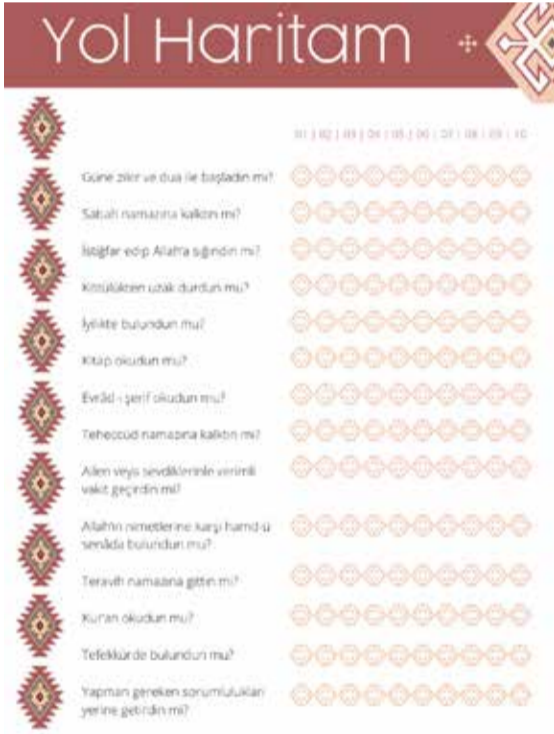 Yol Haritam
01 | 02 | 03 | 04 | 05 | 06 | 07 | 08 | 09 | 10
Güne zikir ve dua ile başladın mı?
Sabah namazına kalktın mı?
İstiğfar edip Allah'a sığındın mı?
Kötülükten uzak durdun mu?
İyilikte bulundun mu?
Kitap okudun mu?
Evrâd-ı şerif okudun mu?
Teheccüd namazına kalktın mı?
Ailen veya sevdiklerinle verimli
vakit geçirdin mi?
Allah'ın nimetlerine karşı hamd-ü
senâda bulundun mu?
Teravih namazına gittin mi?
Kur'an okudun mu?
Tefekkürde bulundun mu?
Yapman gereken sorumlulukları
yerine getirdin mi?